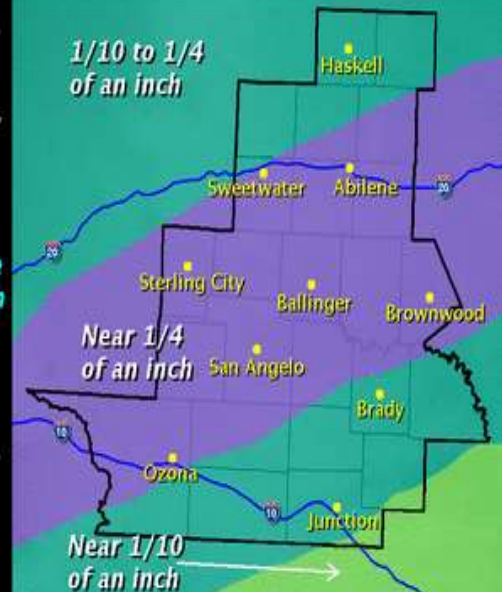 1/10 to 1/4
of an inch
Haskell
Sweetwater
Abilene
20
20
Sterling City
Ballinger
Brownwood
Near 1/4
of an inch
San Angelo
Brady
10
Ozona
10
Junction
Near 1/10
of an inch